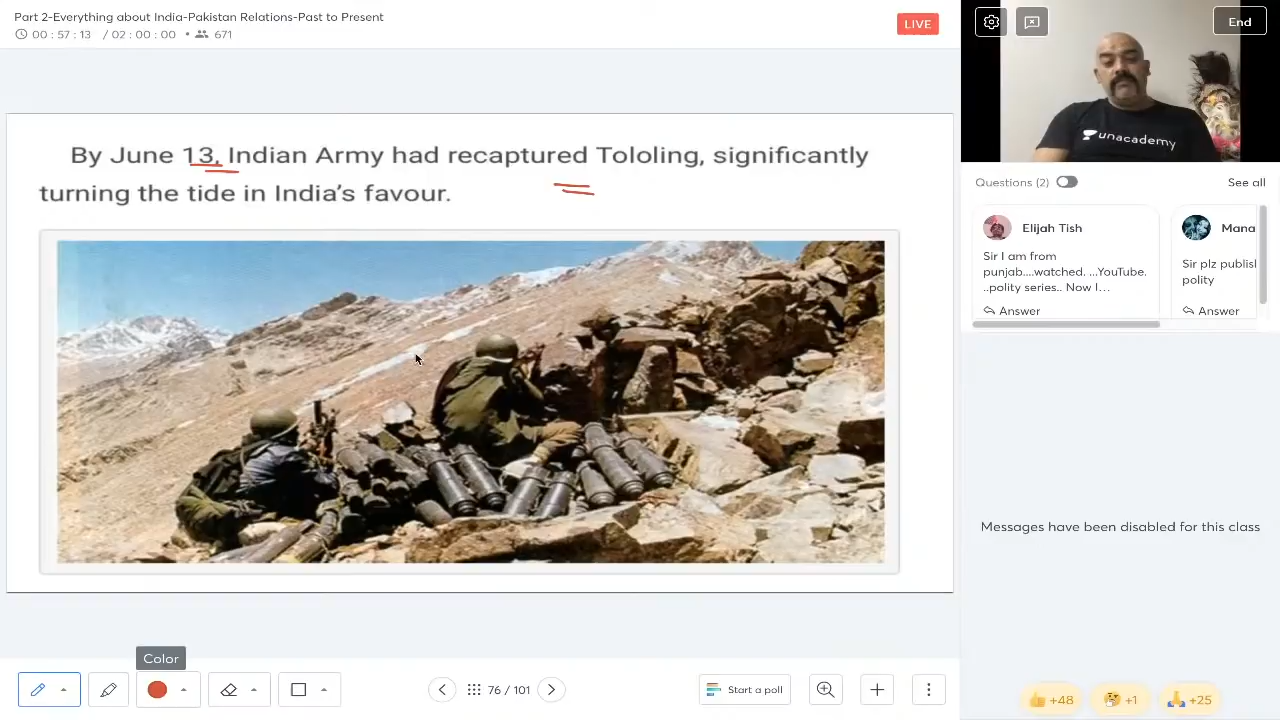 Part 2-Everything about India-Pakistan Relations-Past to Present
00 : 57 : 13 / 02 : 00 : 00 • 671
LIVE
End
unacademy
By June 13, Indian Army had recaptured Tololing, significantly
turning the tide in India's favour.
Questions (2)
See all
Elijah Tish
Sir I am from
punjab....watched. ...YouTube.
..polity series.. Now I...
Answer
Mana
Sir plz publisl
polity
Answer
Messages have been disabled for this class
Color
76 / 101
Start a poll
+48
+1
+25